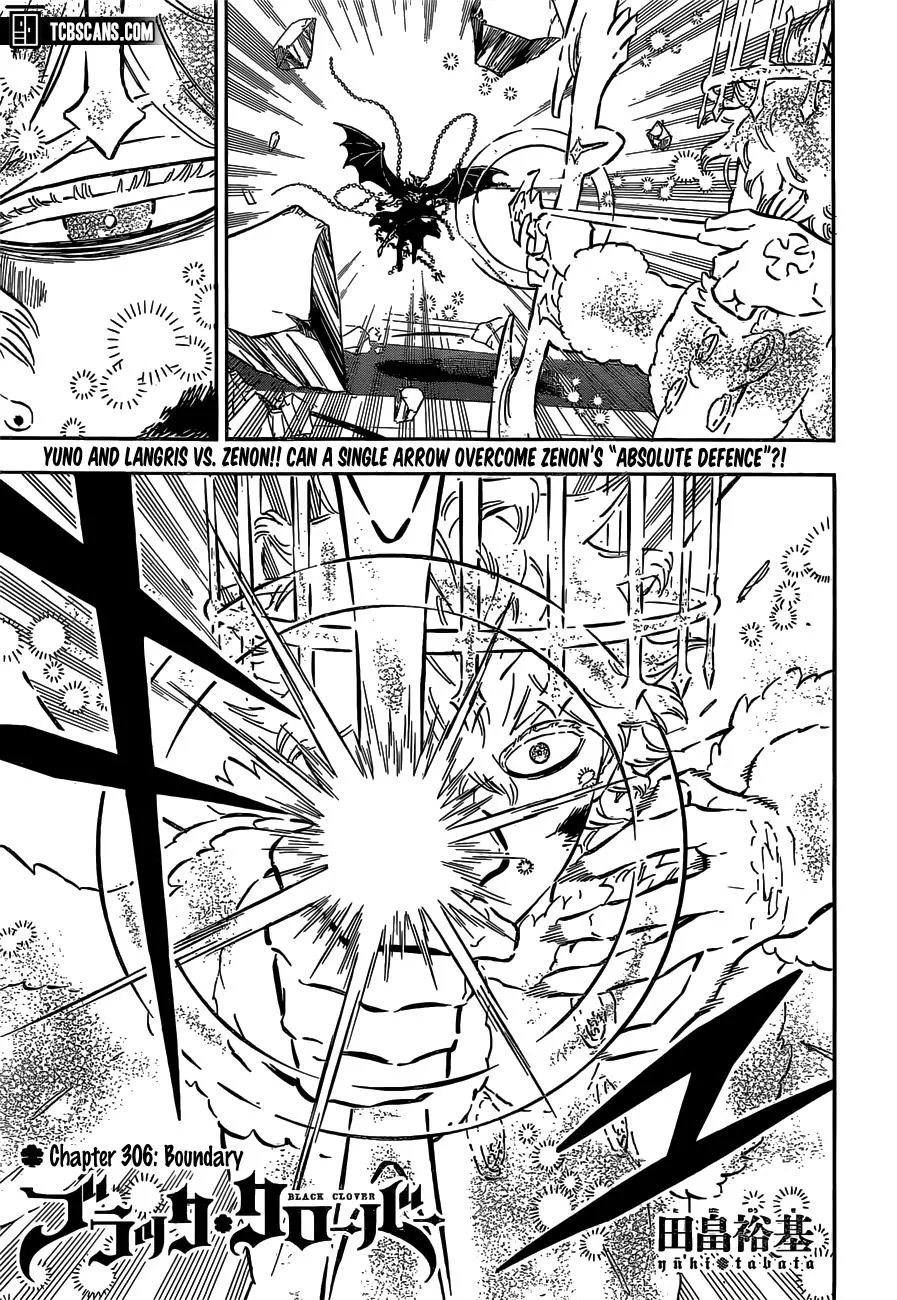 TCBSCANS.COM
YUNO AND LANGRIS VS. ZENON!! CAN A SINGLE ARROW OVERCOME ZENON'S "ABSOLUTE DEFENCE"?!
Chapter 306: Boundary
BLACK CLOVER
ブラック・クローバー
田畠裕基
yūki tabata